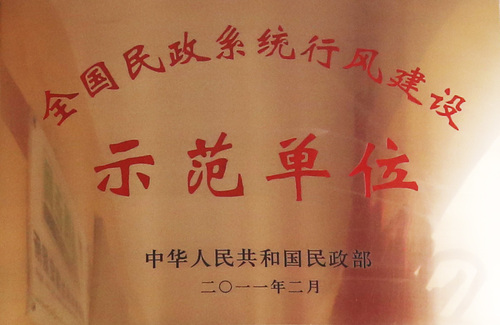 全国民政系统行风建设
示范单位
中华人民共和国民政部
二〇一一年二月